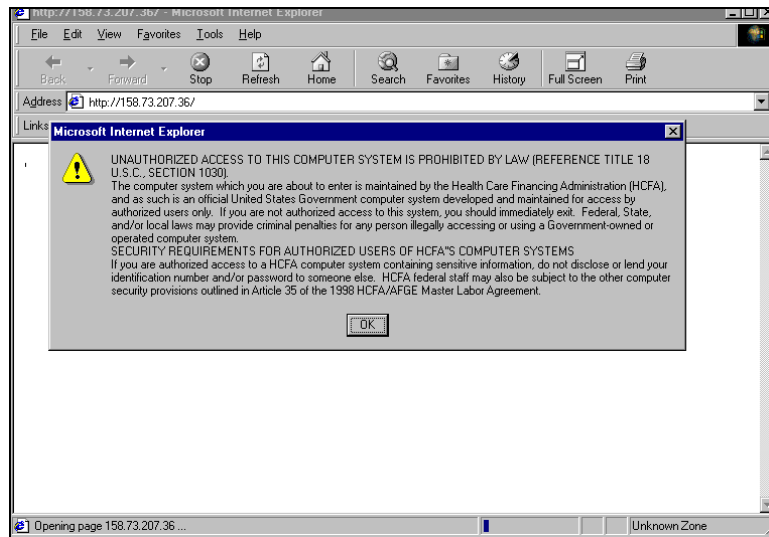 http://158.73.207.36/ - Microsoft Internet Explorer
File Edit View Favorites Tools Help
Back Forward Stop Refresh Home Search Favorites History Full Screen Print
Address http://158.73.207.36/
Links
Microsoft Internet Explorer
UNAUTHORIZED ACCESS TO THIS COMPUTER SYSTEM IS PROHIBITED BY LAW (REFERENCE TITLE 18
U.S.C., SECTION 1030).
The computer system which you are about to enter is maintained by the Health Care Financing Administration (HCFA),
and as such is an official United States Government computer system developed and maintained for access by
authorized users only. If you are not authorized access to this system, you should immediately exit. Federal, State,
and/or local laws may provide criminal penalties for any person illegally accessing or using a Government-owned or
operated computer system.
SECURITY REQUIREMENTS FOR AUTHORIZED USERS OF HCFA"S COMPUTER SYSTEMS
If you are authorized access to a HCFA computer system containing sensitive information, do not disclose or lend your
identification number and/or password to someone else. HCFA federal staff may also be subject to the other computer
security provisions outlined in Article 35 of the 1998 HCFA/AFGE Master Labor Agreement.
OK
Opening page 158.73.207.36 ... Unknown Zone